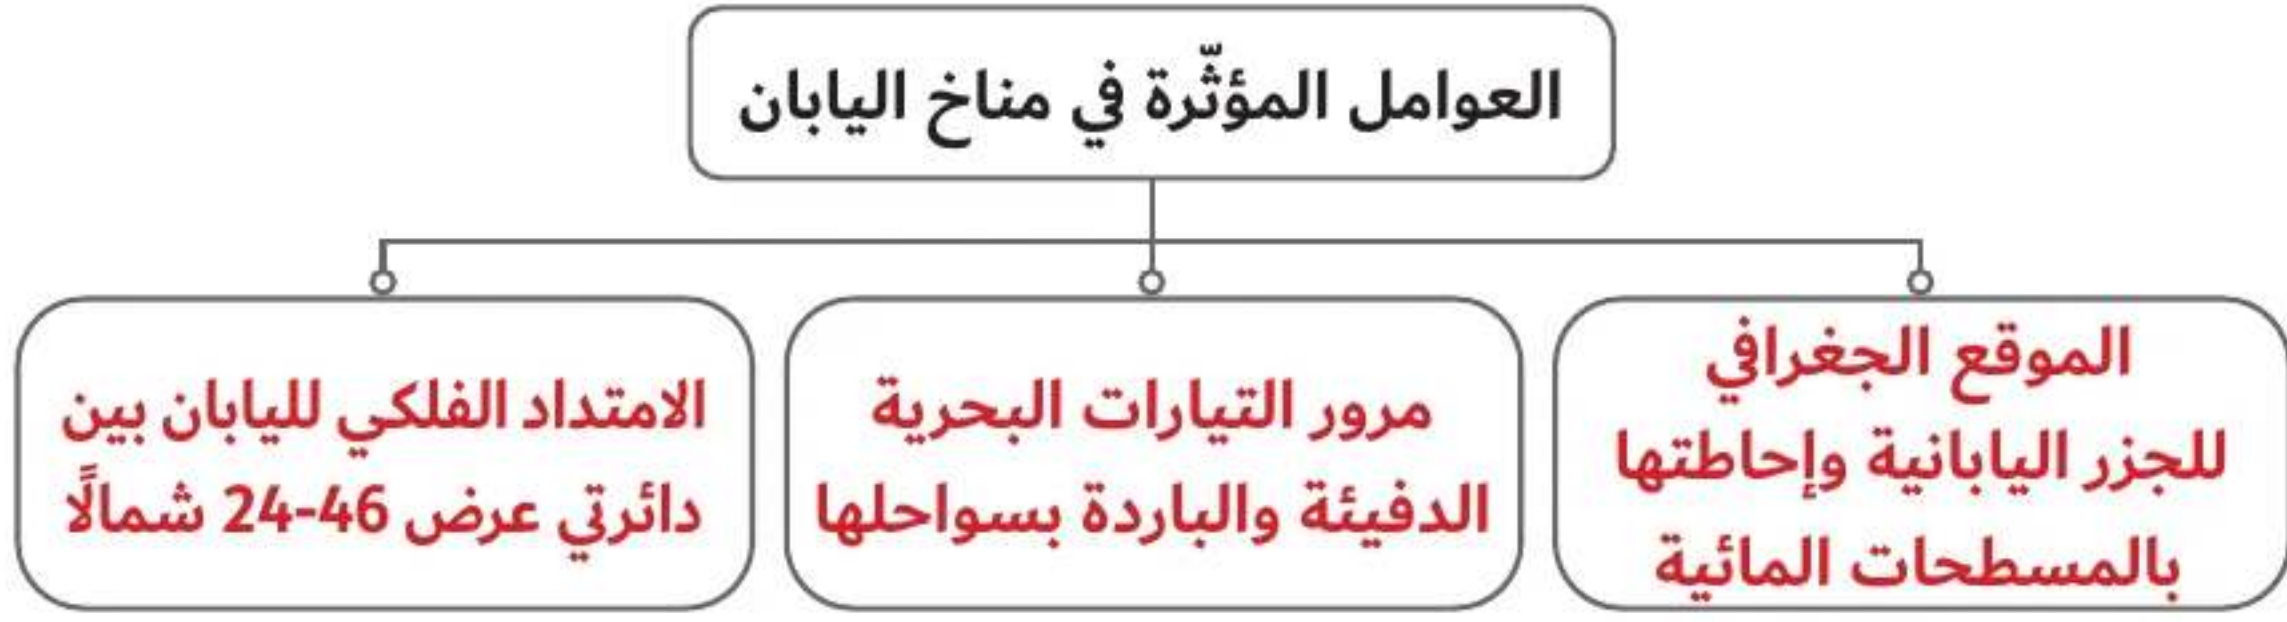 العوامل المؤثّرة في مناخ اليابان
الموقع الجغرافي
للجزر اليابانية وإحاطتها
بالمسطحات المائية
مرور التيارات البحرية
الدفيئة والباردة بسواحلها
الامتداد الفلكي لليابان بين
دائرتي عرض 46-24 شمالًا